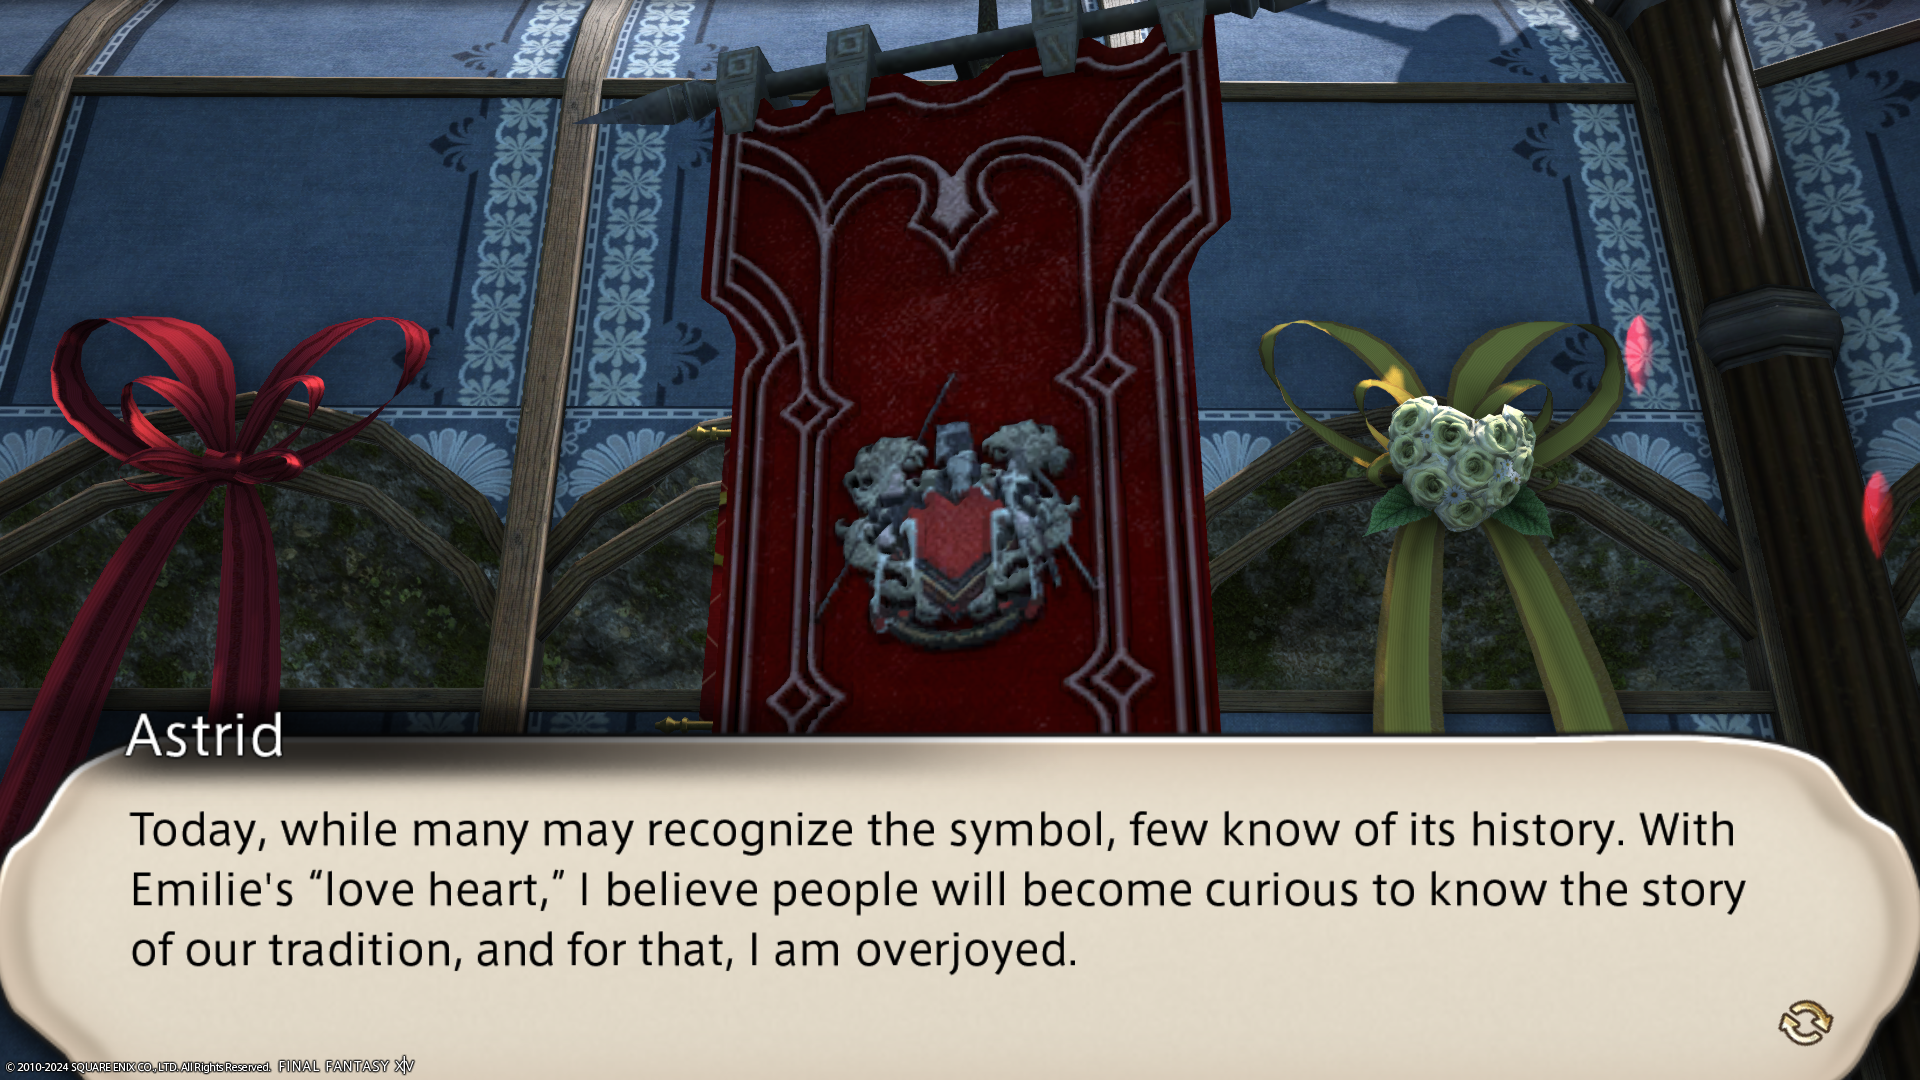 Astrid
Today, while many may recognize the symbol, few know of its history. With
Emilie's “love heart,” I believe people will become curious to know the story
of our tradition, and for that, I am overjoyed.
© 2010-2024 SQUARE ENIX CO., LTD. All Rights Reserved. FINAL FANTASY XIV